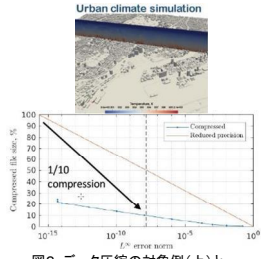 Urban climate simulation
Temperature, K
100
90
80
70
60
50
40
30
20
10
0
Compressed file size, %
Compressed
Reduced precision
1/10
compression
10⁻¹⁵
10⁻¹⁰
10⁻⁵
10⁰
L∞ error norm
図2 データ圧縮の対象例(上)と